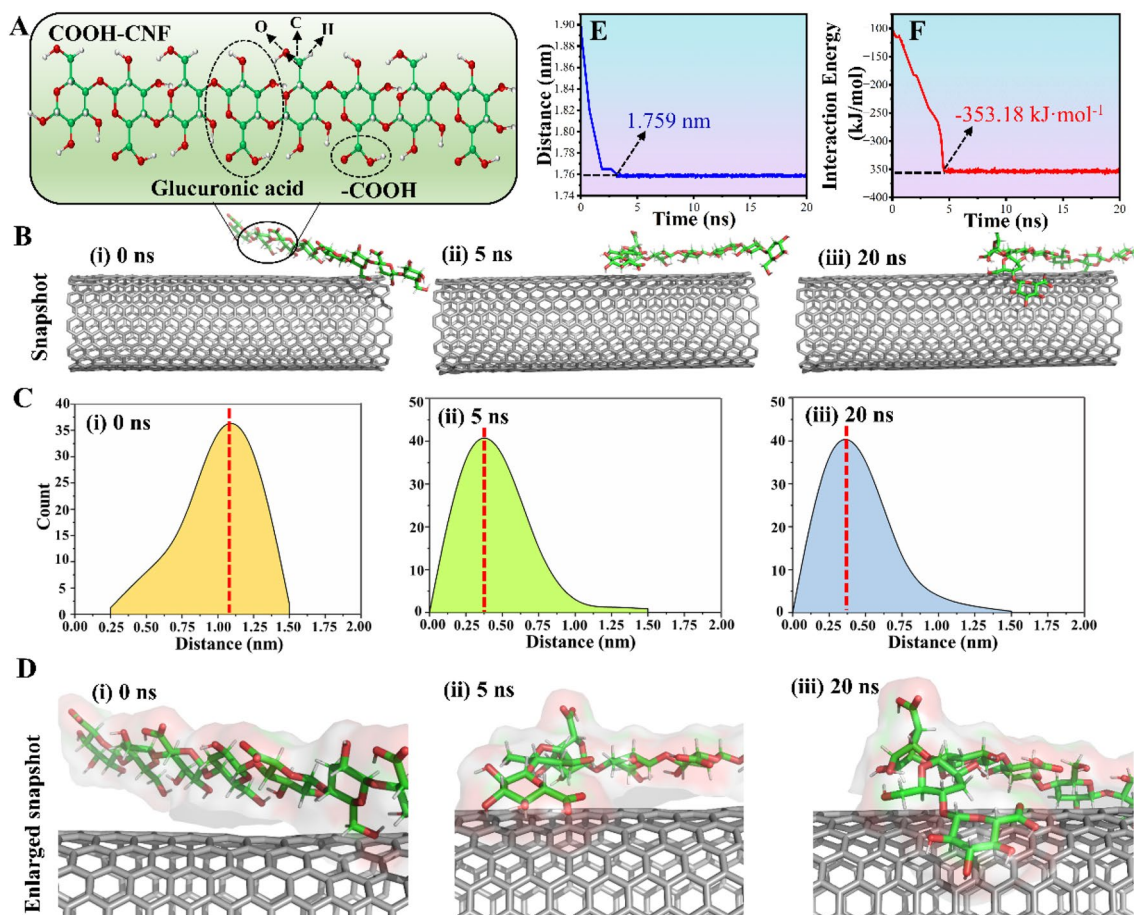 A
COOH-CNF
O
C
H
Glucuronic acid
-COOH
E
Distance (nm)
1.90
1.88
1.86
1.84
1.82
1.80
1.78
1.76
1.74
1.759 nm
0
5
10
15
20
Time (ns)
F
Interaction Energy
(kJ/mol)
100
-50
-100
-150
-200
-250
-300
350
-400
-353.18 kJ·mol-1
0
5
10
15
20
Time (ns)
B
Snapshot
(i) 0 ns
(ii) 5 ns
(iii) 20 ns
C
(i) 0 ns
Count
40
35
30
25
20
15
10
5
0
0.00 0.25 0.50 0.75 1.00 1.25 1.50 1.75 2.00
Distance (nm)
(ii) 5 ns
50
40
30
20
10
0
0.00 0.25 0.50 0.75 1.00 1.25 1.50 1.75 2.00
Distance (nm)
(iii) 20 ns
50
40
30
20
10
0
0.00 0.25 0.50 0.75 1.00 1.25 1.50 1.75 2.00
Distance (nm)
D
Enlarged snapshot
(i) 0 ns
(ii) 5 ns
(iii) 20 ns